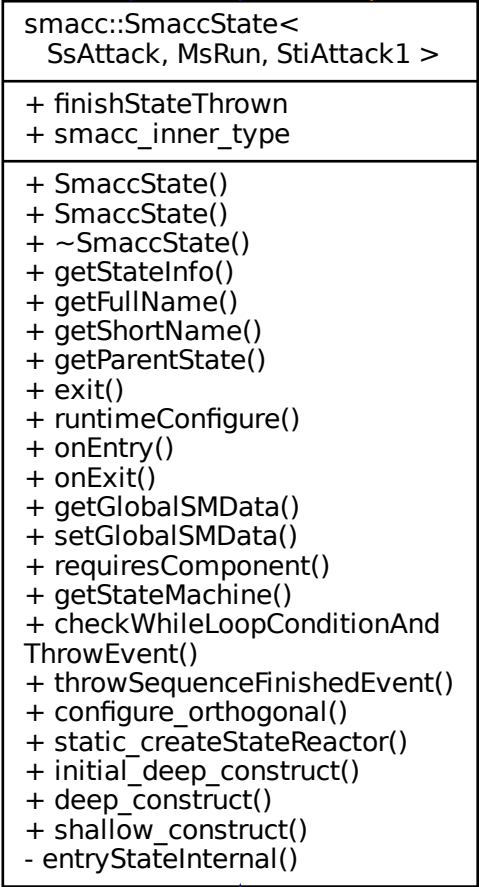 smacc::SmaccState<
SsAttack, MsRun, StiAttack1 >
+ finishStateThrown
+ smacc_inner_type
+ SmaccState()
+ SmaccState()
+ ~SmaccState()
+ getStateInfo()
+ getFullName()
+ getShortName()
+ getParentState()
+ exit()
+ runtimeConfigure()
+ onEntry()
+ onExit()
+ getGlobalSMData()
+ setGlobalSMData()
+ requiresComponent()
+ getStateMachine()
+ checkWhileLoopConditionAnd
ThrowEvent()
+ throwSequenceFinishedEvent()
+ configure_orthogonal()
+ static_createStateReactor()
+ initial_deep_construct()
+ deep_construct()
+ shallow_construct()
- entryStateInternal()